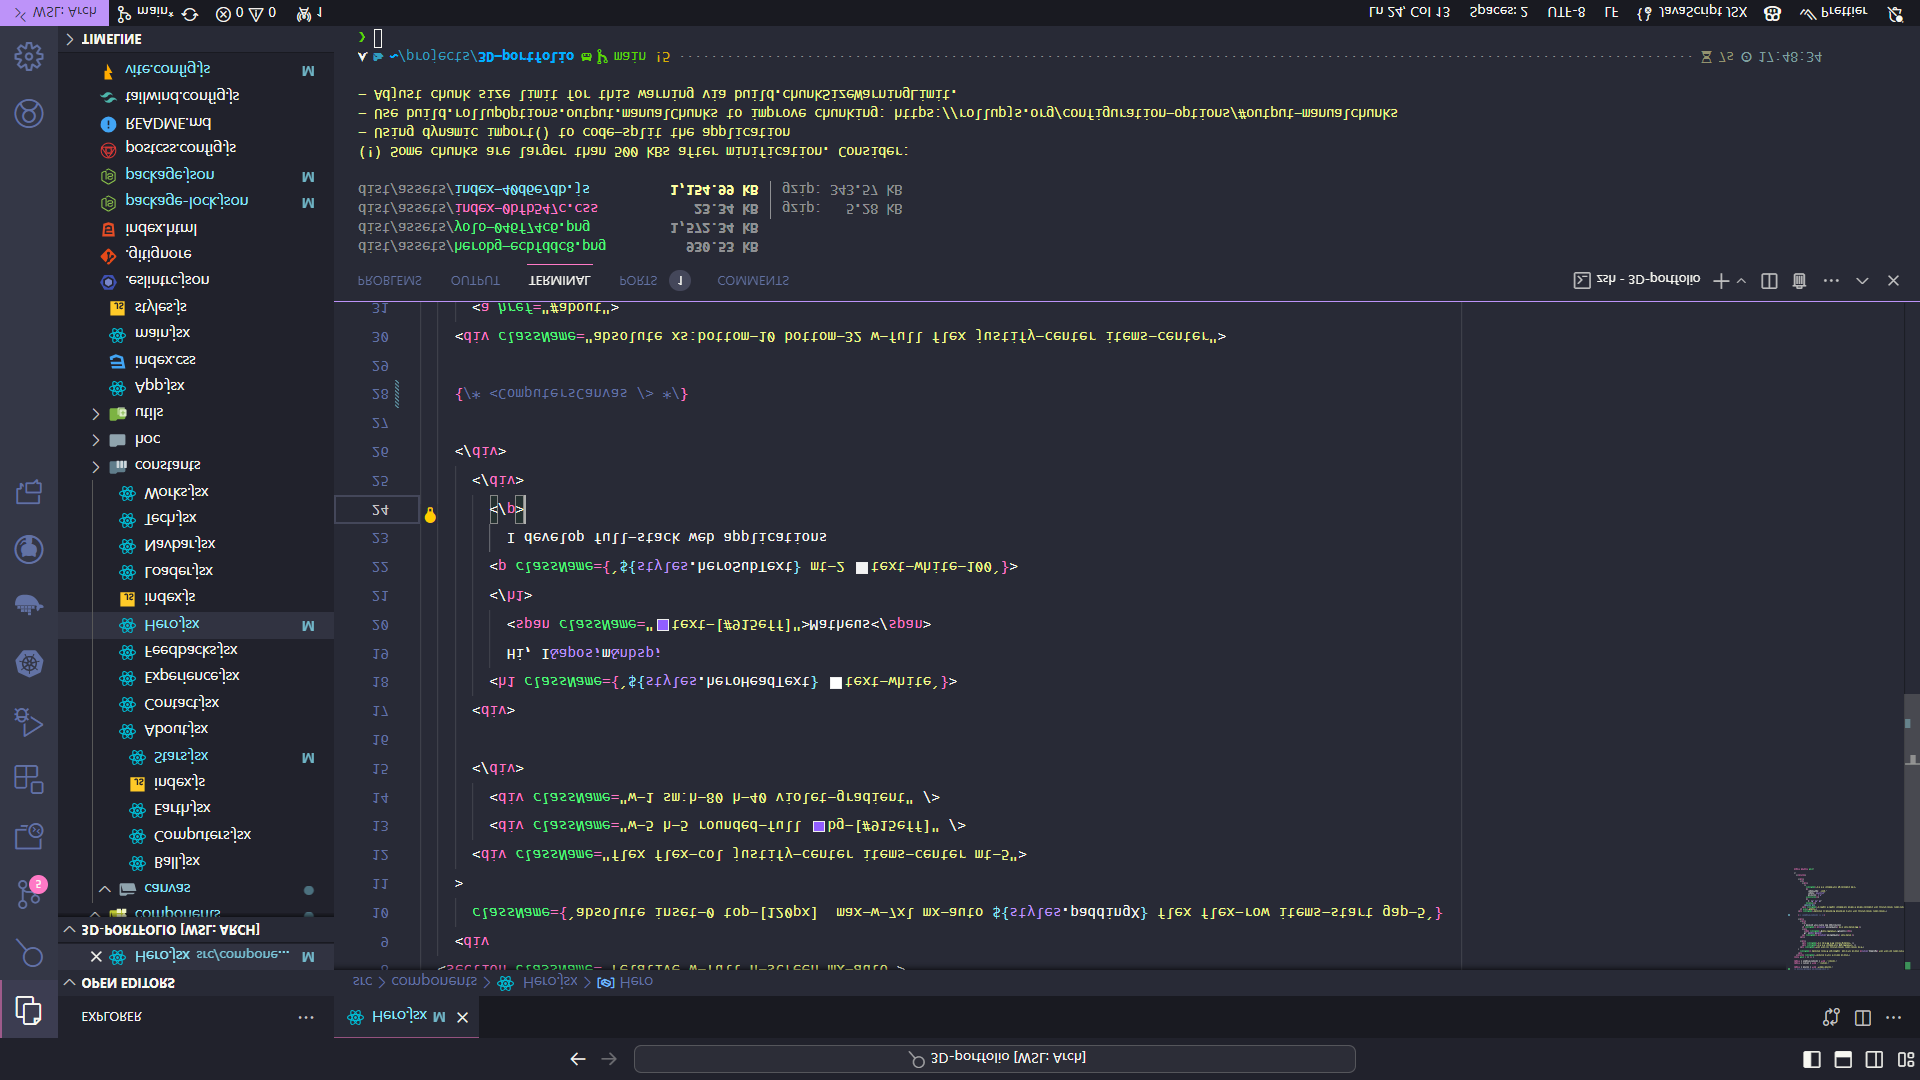 3D-portfolio [WSL: Arch]
EXPLORER
OPEN EDITORS
Hero.jsx src/compone... M
3D-PORTFOLIO [WSL: ARCH]
components
canvas
Ball.jsx
Computers.jsx
Earth.jsx
index.js
Stars.jsx M
About.jsx
Contact.jsx
Experience.jsx
Feedbacks.jsx
Hero.jsx M
index.js
Loader.jsx
Navbar.jsx
Tech.jsx
Works.jsx
constants
hoc
utils
App.jsx
index.css
main.jsx
styles.js
.eslintrc.json
.gitignore
index.html
package-lock.json M
package.json M
postcss.config.js
README.md
tailwind.config.js
vite.config.js M
TIMELINE
5
Hero.jsx M
src > components > Hero.jsx > Hero
8 <section className="relative w-full h-screen mx-auto">
9 <div
10 className={`absolute inset-0 top-[120px]  max-w-7xl mx-auto ${styles.paddingX} flex flex-row items-start gap-5`}
11 >
12 <div className="flex flex-col justify-center items-center mt-5">
13 <div className="w-5 h-5 rounded-full bg-[#915eff]" />
14 <div className="w-1 sm:h-80 h-40 violet-gradient" />
15 </div>
16
17 <div>
18 <h1 className={`${styles.heroHeadText} text-white`}>
19 Hi, I&apos;m&nbsp;
20 <span className="text-[#915eff]">Matheus</span>
21 </h1>
22 <p className={`${styles.heroSubText} mt-2 text-white-100`}>
23 I develop full-stack web applications
24 </p>
25 </div>
26 </div>
27
28 {/* <ComputersCanvas /> */}
29
30 <div className="absolute xs:bottom-10 bottom-32 w-full flex justify-center items-center">
31 <a href="#about">
PROBLEMS OUTPUT TERMINAL PORTS 1 COMMENTS
zsh - 3D-portfolio
dist/assets/herobg-ecbfddc8.png 930.53 kB
dist/assets/yolo-046f74c6.png 1,572.34 kB
dist/assets/index-0bfb547c.css 23.34 kB │ gzip: 5.28 kB
dist/assets/index-40d6e7db.js 1,154.99 kB │ gzip: 343.57 kB
(!) Some chunks are larger than 500 kBs after minification. Consider:
- Using dynamic import() to code-split the application
- Use build.rollupOptions.output.manualChunks to improve chunking: https://rollupjs.org/configuration-options/#output-manualchunks
- Adjust chunk size limit for this warning via build.chunkSizeWarningLimit.
~/projects/3D-portfolio main !5 7s 17:48:34
❯
WSL: Arch main* 0 0 1
Ln 24, Col 13 Spaces: 2 UTF-8 LF JavaScript JSX Prettier